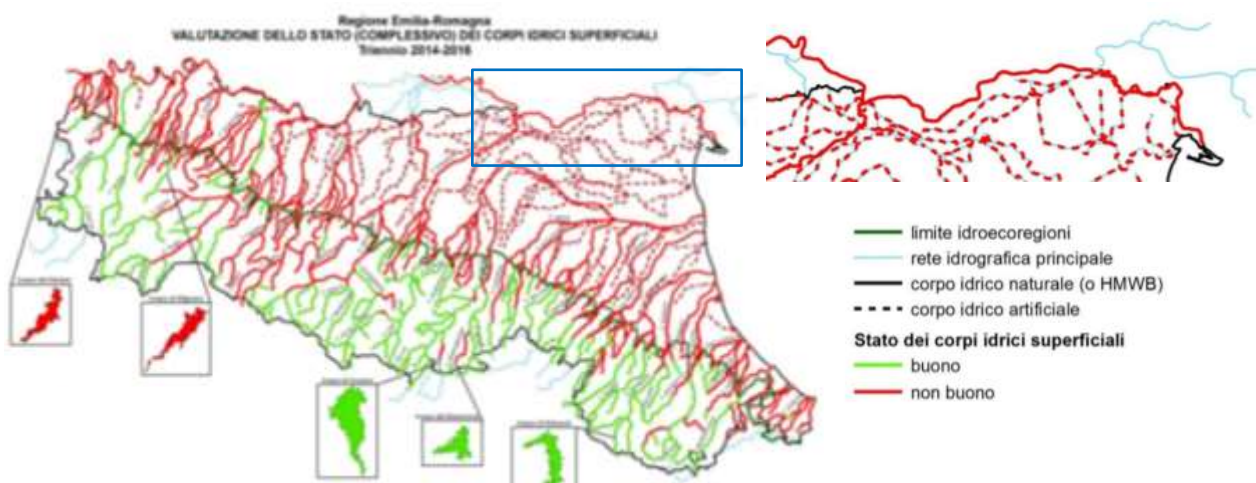 Regione Emilia-Romagna
VALUTAZIONE DELLO STATO (COMPLESSIVO) DEI CORPI IDRICI SUPERFICIALI
Triennio 2014-2016
limite idroecoregioni
rete idrografica principale
corpo idrico naturale (o HMWB)
corpo idrico artificiale
Stato dei corpi idrici superficiali
buono
non buono